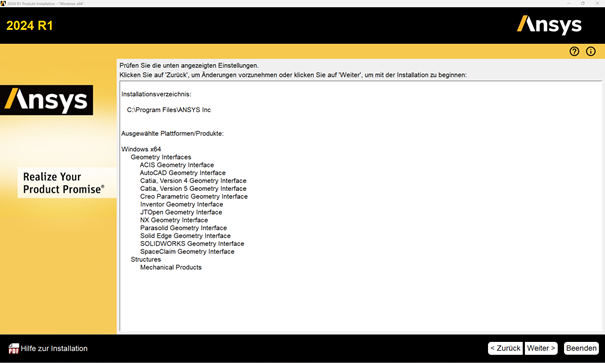 2024 R1 Product Installation - "Windows x64"
2024 R1
Ansys
Prüfen Sie die unten angezeigten Einstellungen.
Klicken Sie auf 'Zurück', um Änderungen vorzunehmen oder klicken Sie auf 'Weiter', um mit der Installation zu beginnen:
Ansys
Realize Your
Product Promise®
Installationsverzeichnis:
C:\Program Files\ANSYS Inc
Ausgewählte Plattformen/Produkte:
Windows x64
Geometry Interfaces
ACIS Geometry Interface
AutoCAD Geometry Interface
Catia, Version 4 Geometry Interface
Catia, Version 5 Geometry Interface
Creo Parametric Geometry Interface
Inventor Geometry Interface
JTOpen Geometry Interface
NX Geometry Interface
Parasolid Geometry Interface
Solid Edge Geometry Interface
SOLIDWORKS Geometry Interface
SpaceClaim Geometry Interface
Structures
Mechanical Products
PDF Hilfe zur Installation
< Zurück Weiter > Beenden